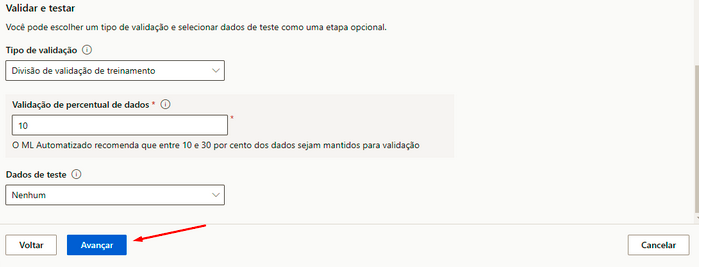 Validar e testar
Você pode escolher um tipo de validação e selecionar dados de teste como uma etapa opcional.
Tipo de validação
Divisão de validação de treinamento
Validação de percentual de dados *
10 *
O ML Automatizado recomenda que entre 10 e 30 por cento dos dados sejam mantidos para validação
Dados de teste
Nenhum
Voltar Avançar Cancelar